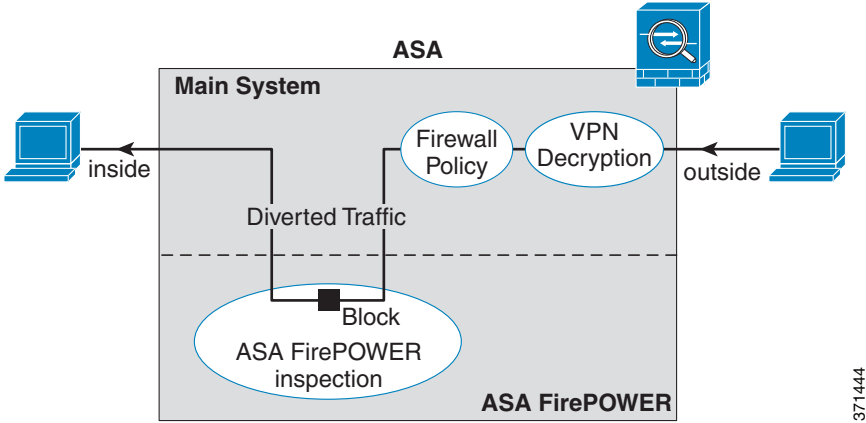 ASA
Main System
Firewall
Policy
VPN
Decryption
inside
outside
Diverted Traffic
Block
ASA FirePOWER
inspection
ASA FirePOWER
371444